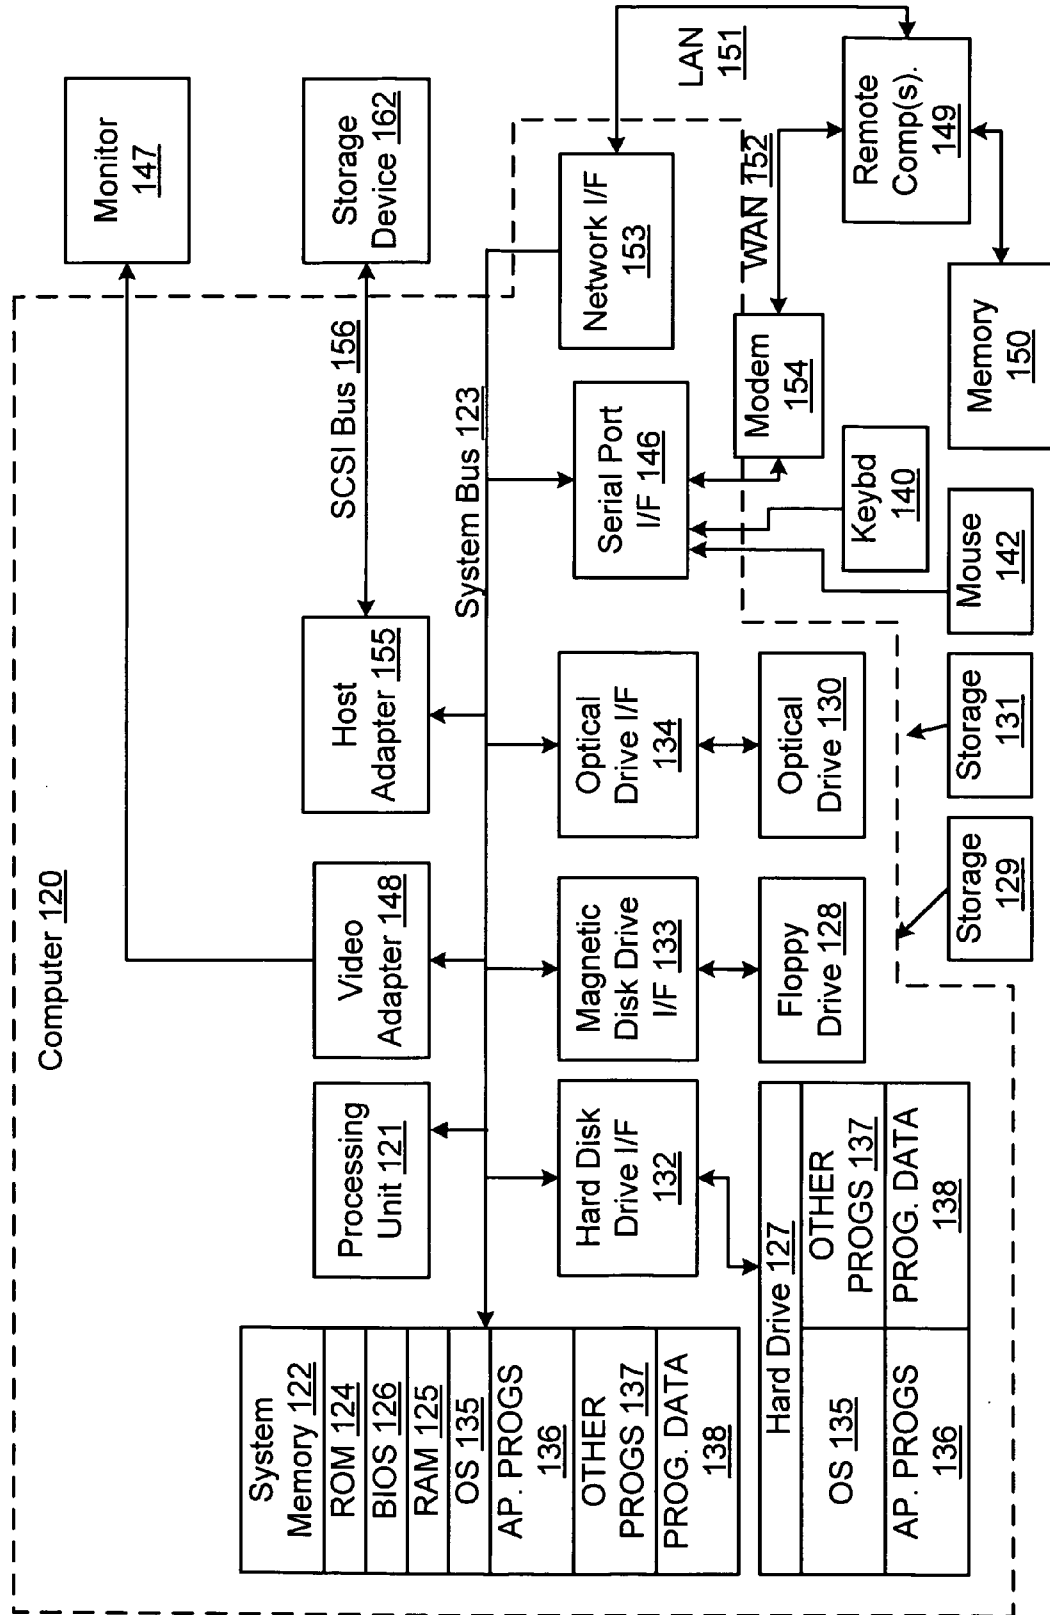 Computer 120
Monitor
147
Storage
Device 162
SCSI Bus 156
System
Memory 122
ROM 124
BIOS 126
RAM 125
OS 135
AP. PROGS
136
OTHER
PROGS 137
PROG. DATA
138
Processing
Unit 121
Video
Adapter 148
Host
Adapter 155
System Bus 123
Hard Disk
Drive I/F
132
Magnetic
Disk Drive
I/F 133
Optical
Drive I/F
134
Serial Port
I/F 146
Network I/F
153
LAN
151
Hard Drive 127
OS 135
OTHER
PROGS 137
AP. PROGS
136
PROG. DATA
138
Floppy
Drive 128
Optical
Drive 130
Modem
154
WAN 152
Remote
Comp(s).
149
Storage
129
Storage
131
Mouse
142
Keybd
140
Memory
150